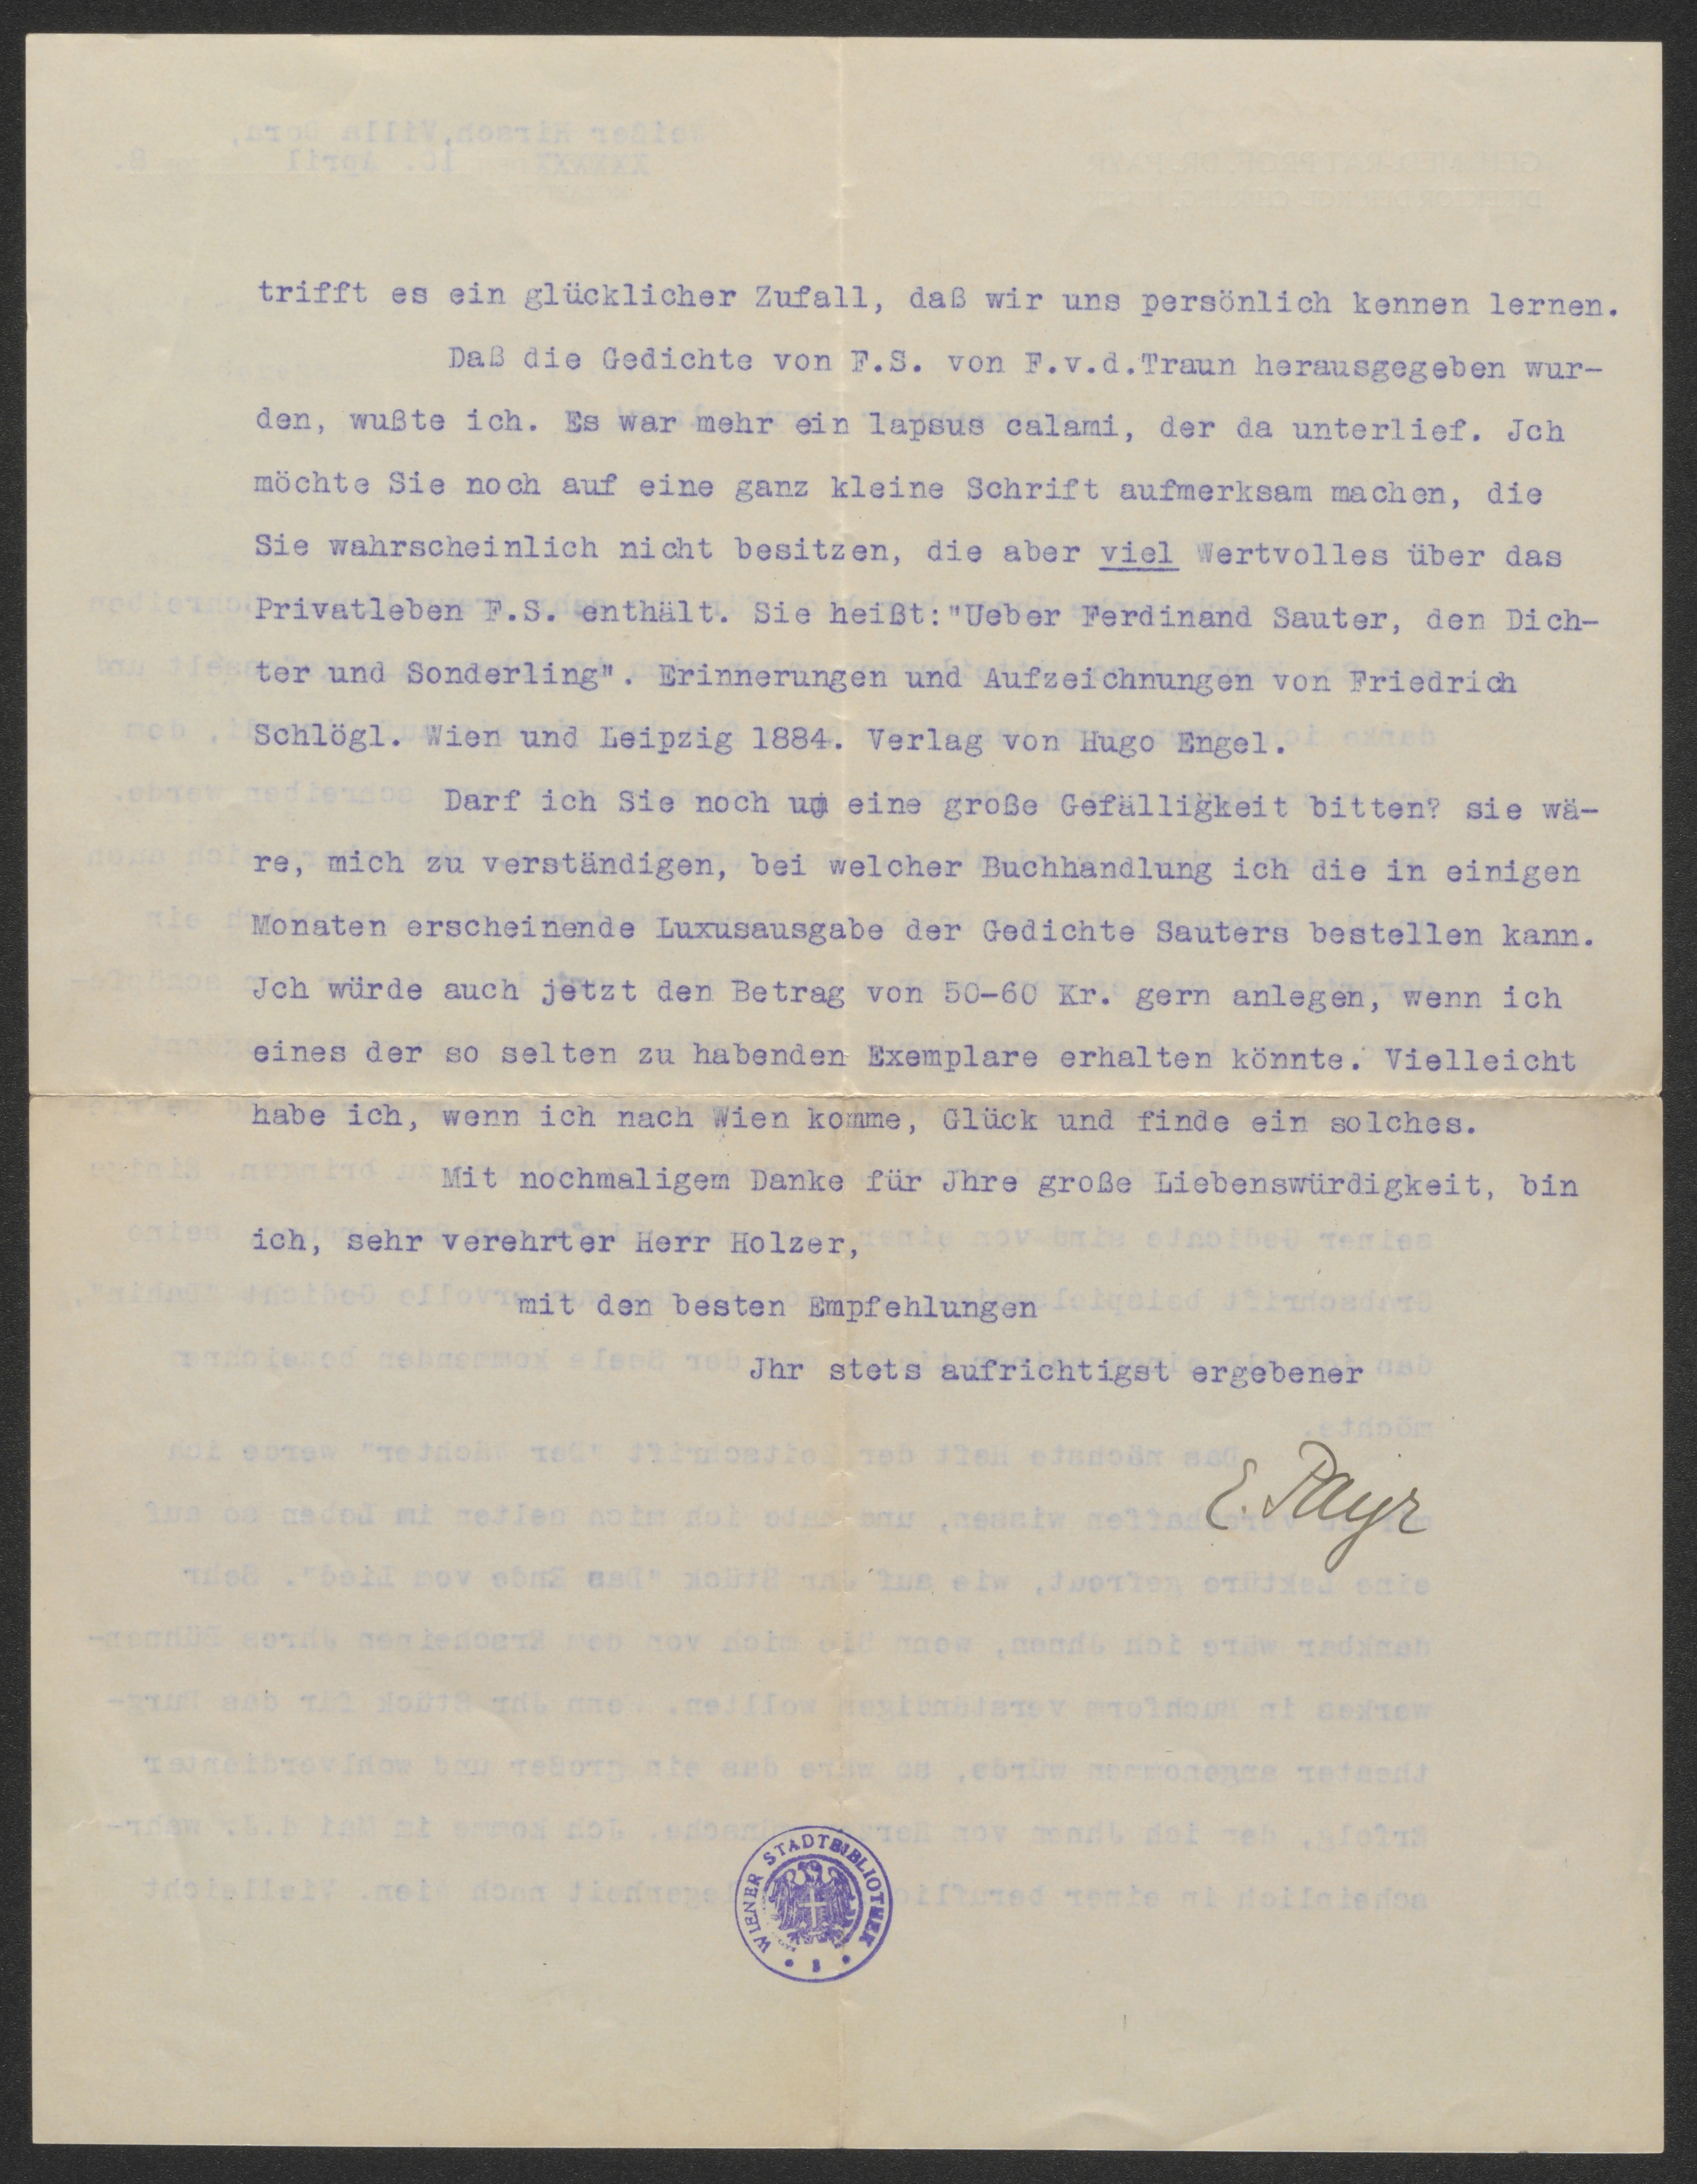 trifft es ein glücklicher Zufall, daß wir uns persönlich kennen lernen.
Daß die Gedichte von F.S. von F.v.d.Traun herausgegeben wur-
den, wußte ich. Es war mehr ein lapsus calami, der da unterlief. Jch
möchte Sie noch auf eine ganz kleine Schrift aufmerksam machen, die
Sie wahrscheinlich nicht besitzen, die aber viel Wertvolles über das
Privatleben F.S. enthält. Sie heißt:"Ueber Ferdinand Sauter, den Dich-
ter und Sonderling". Erinnerungen und Aufzeichnungen von Friedrich
Schlögl. Wien und Leipzig 1884. Verlag von Hugo Engel.
Darf ich Sie noch um eine große Gefälligkeit bitten? sie wä-
re, mich zu verständigen, bei welcher Buchhandlung ich die in einigen
Monaten erscheinende Luxusausgabe der Gedichte Sauters bestellen kann.
Jch würde auch jetzt den Betrag von 50-60 Kr. gern anlegen, wenn ich
eines der so selten zu habenden Exemplare erhalten könnte. Vielleicht
habe ich, wenn ich nach Wien komme, Glück und finde ein solches.
Mit nochmaligem Danke für Jhre große Liebenswürdigkeit, bin
ich, sehr verehrter Herr Holzer,
mit den besten Empfehlungen
Jhr stets aufrichtigst ergebener
E. Payr
WIENER STADTBIBLIOTHEK